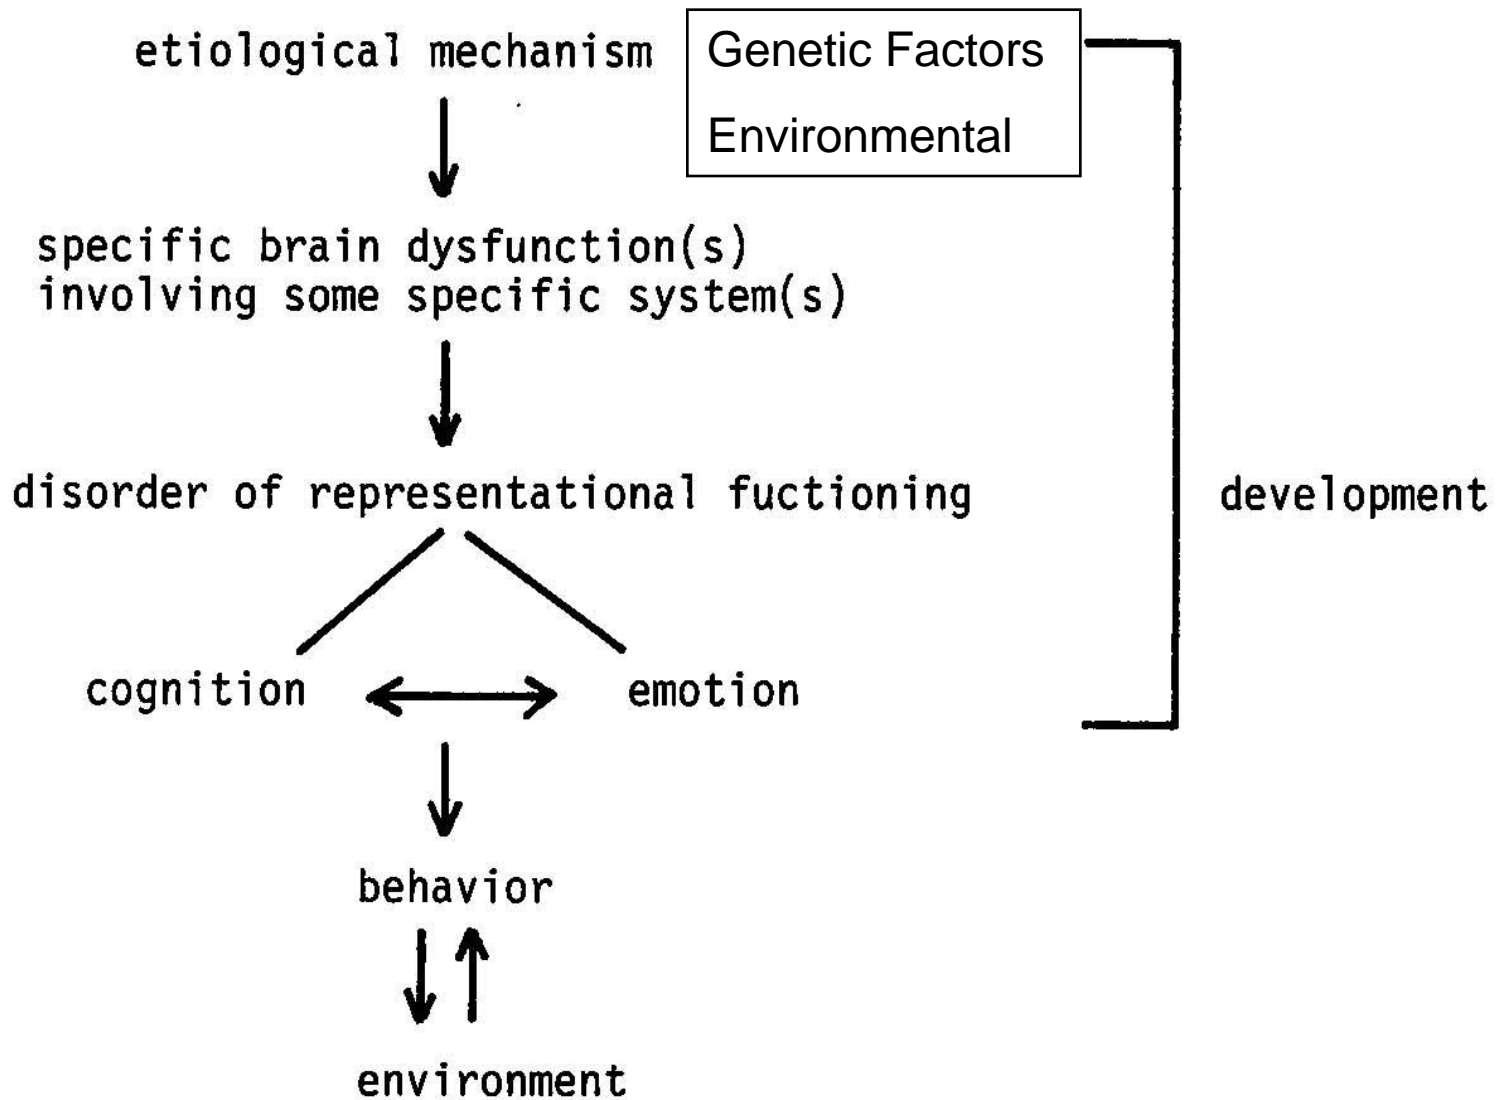 etiological mechanism
Genetic Factors
Environmental
specific brain dysfunction(s)
involving some specific system(s)
disorder of representational fuctioning
development
cognition
emotion
behavior
environment